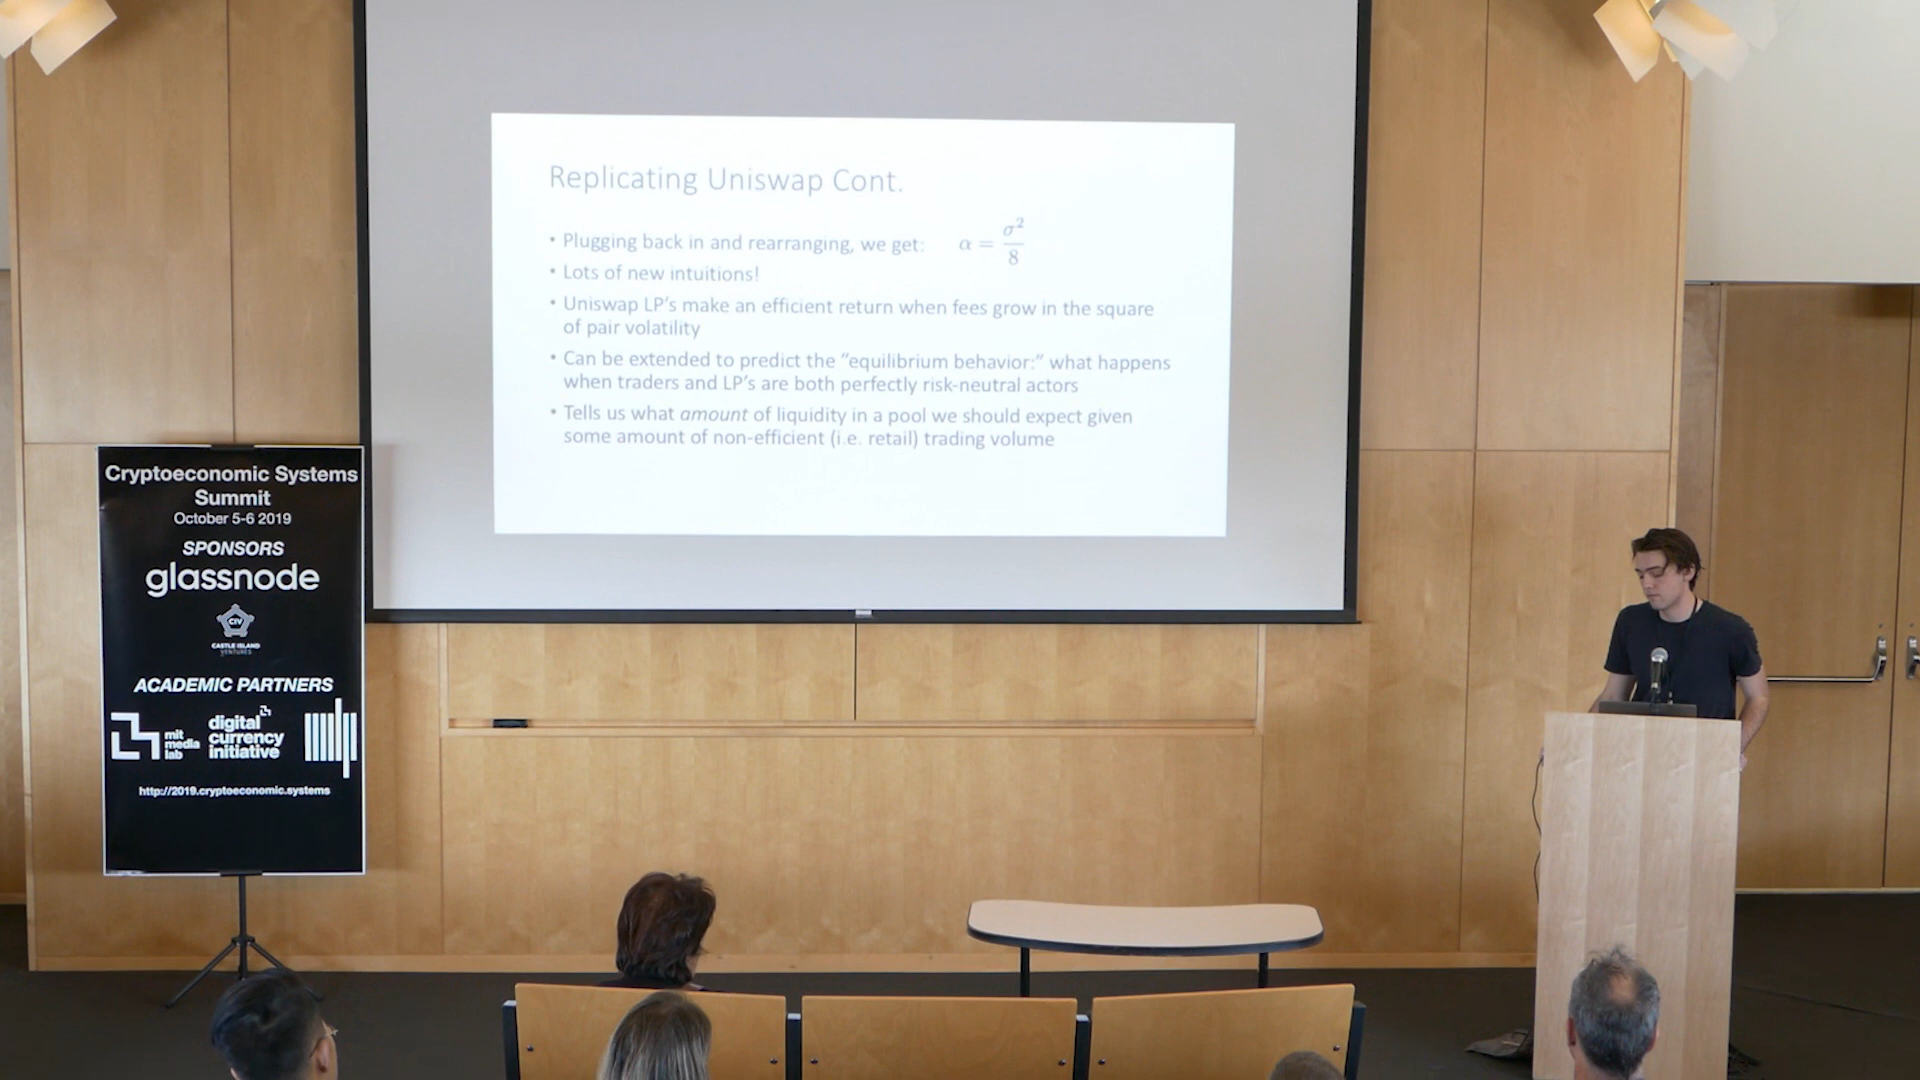 Replicating Uniswap Cont.
• Plugging back in and rearranging, we get: α = σ²/8
• Lots of new intuitions!
• Uniswap LP's make an efficient return when fees grow in the square
of pair volatility
• Can be extended to predict the "equilibrium behavior:" what happens
when traders and LP's are both perfectly risk-neutral actors
• Tells us what amount of liquidity in a pool we should expect given
some amount of non-efficient (i.e. retail) trading volume
Cryptoeconomic Systems
Summit
October 5-6 2019
SPONSORS
glassnode
CIV
CASTLE ISLAND
VENTURES
ACADEMIC PARTNERS
mit
media
lab
digital
currency
initiative
http://2019.cryptoeconomic.systems